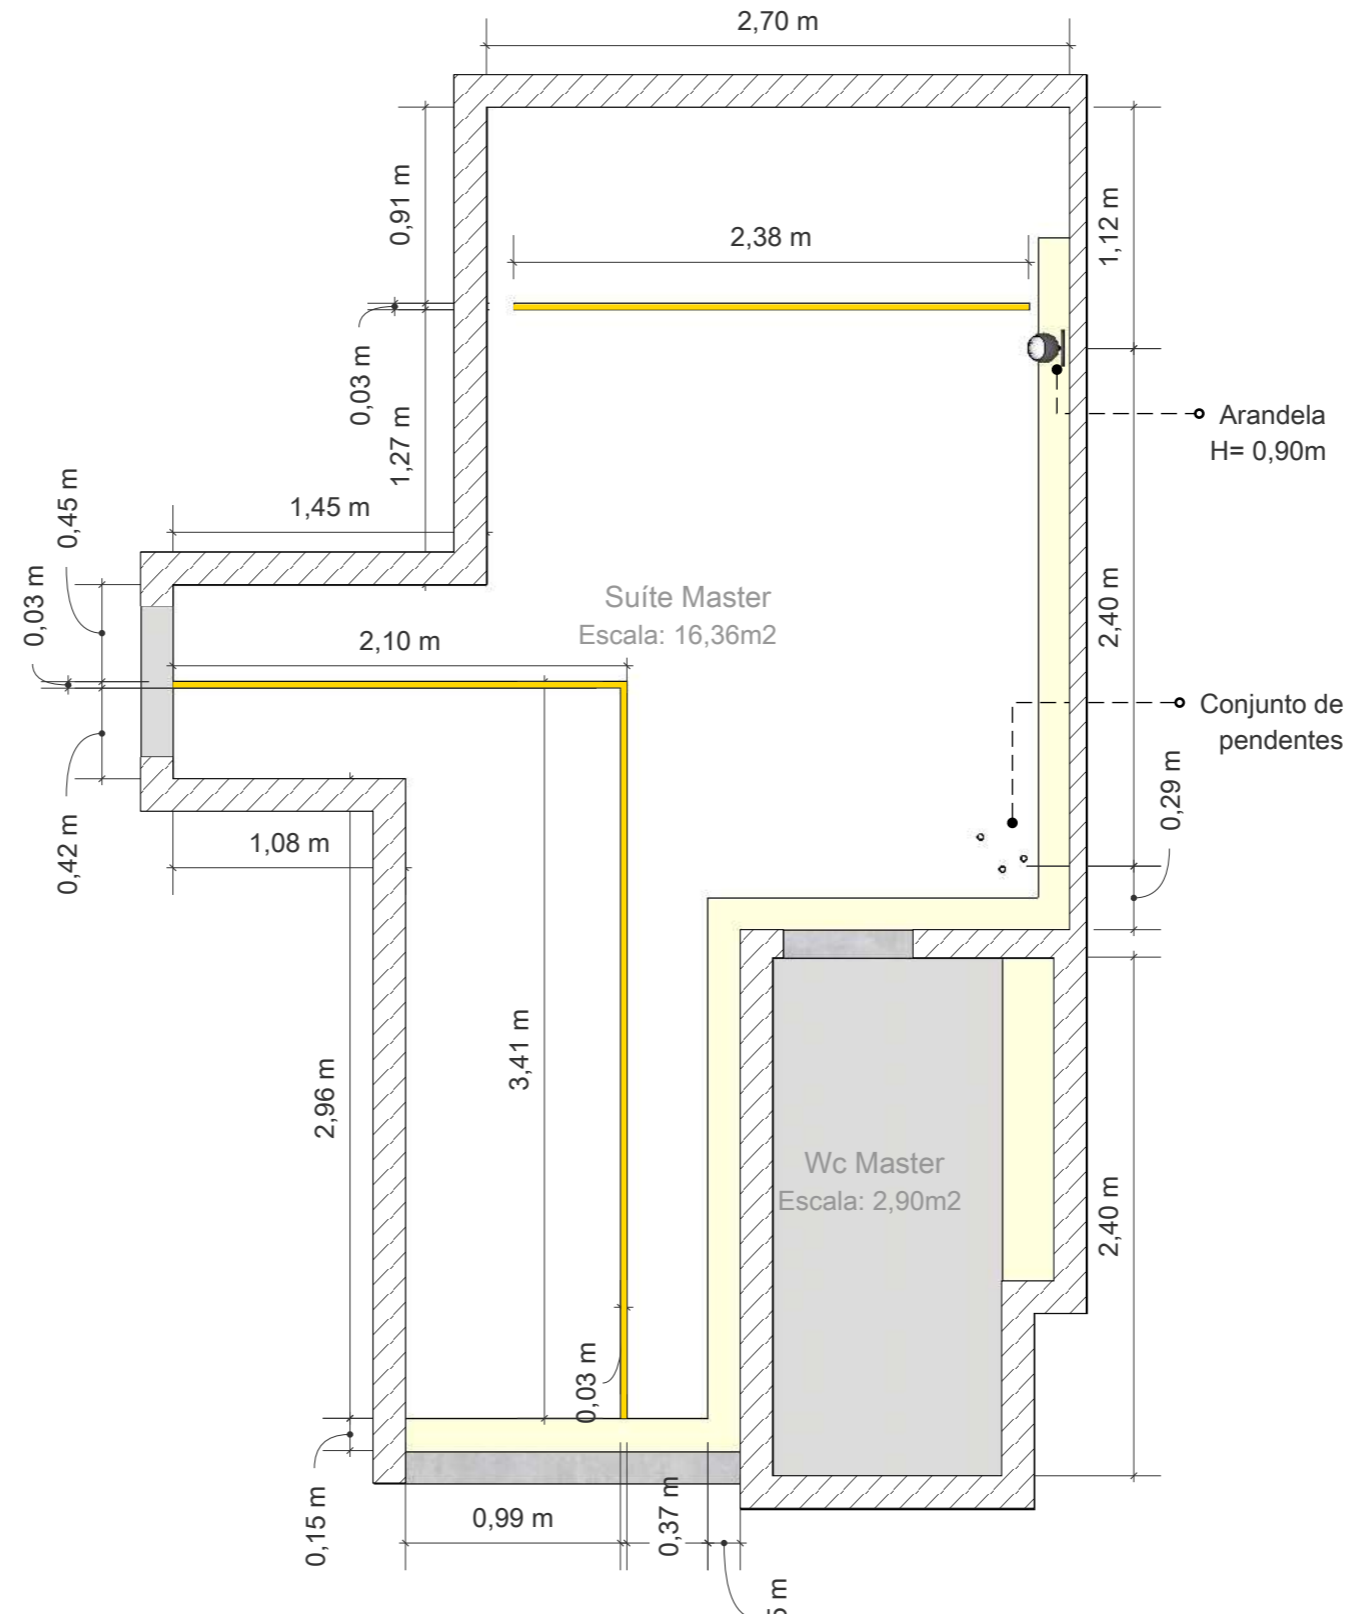 2,70 m
0,91 m
1,12 m
2,38 m
0,03 m
1,27 m
Arandela
H= 0,90m
0,45 m
1,45 m
0,03 m
Suíte Master
Escala: 16,36m2
2,40 m
2,10 m
Conjunto de
pendentes
0,29 m
0,42 m
1,08 m
3,41 m
2,96 m
Wc Master
Escala: 2,90m2
2,40 m
0,03 m
0,15 m
0,99 m
0,37 m